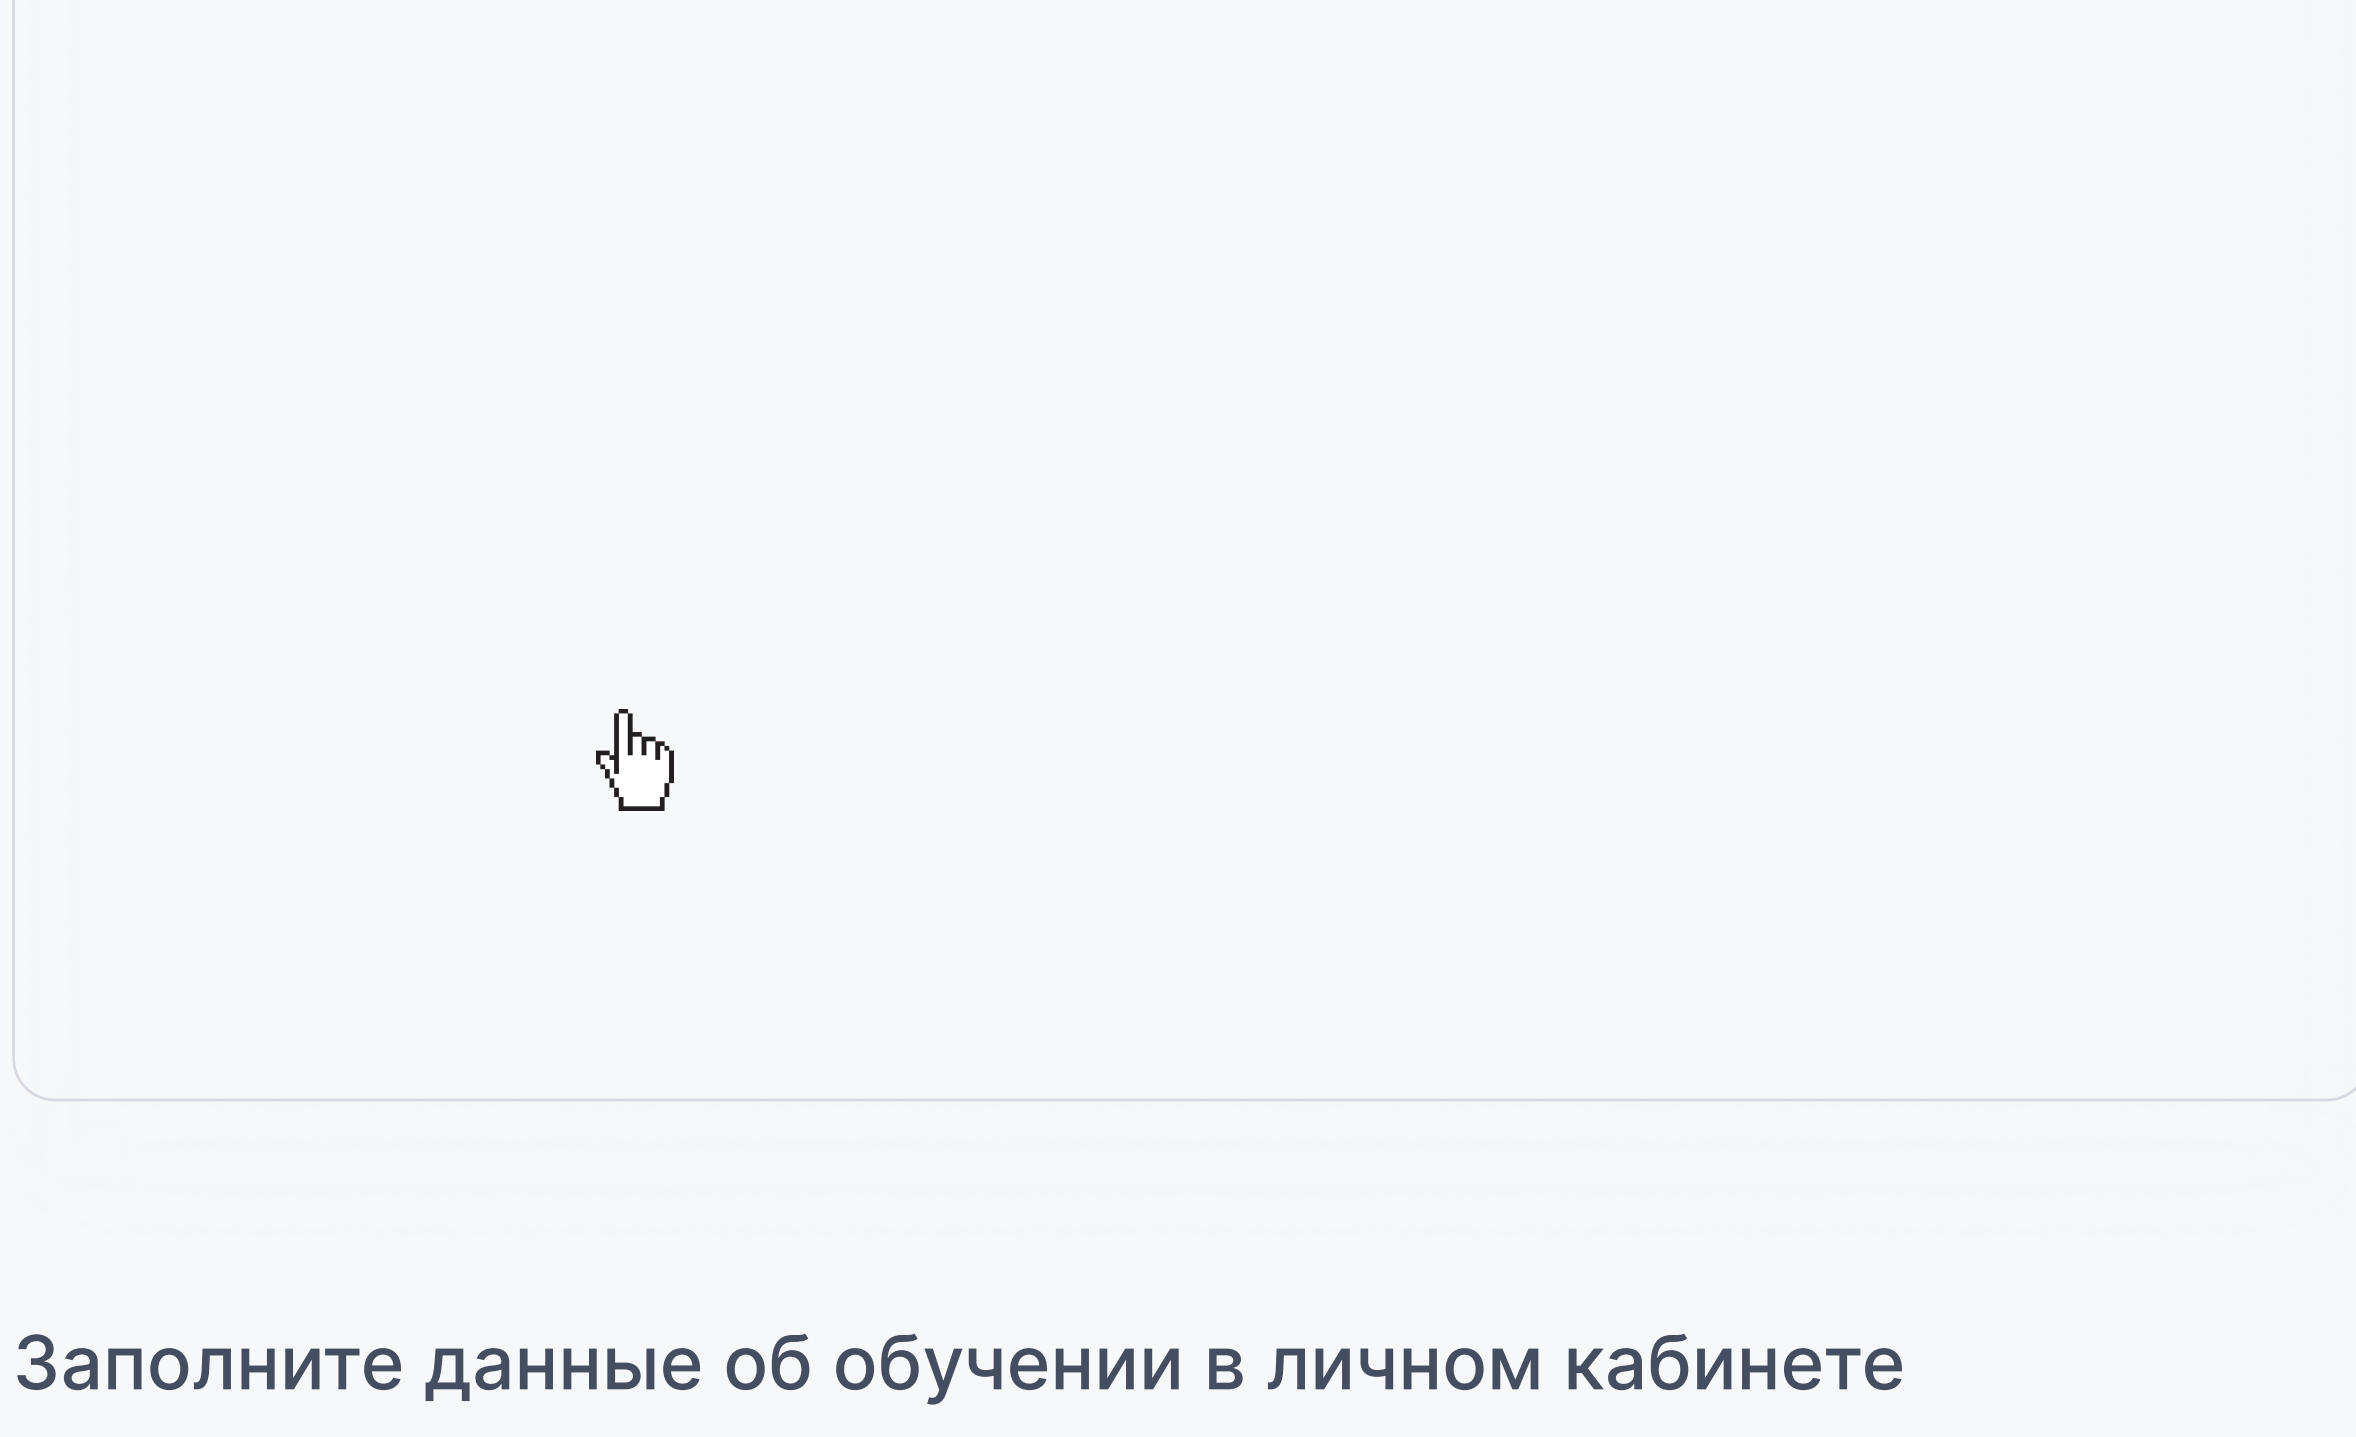 Заполните данные об обучении в личном кабинете